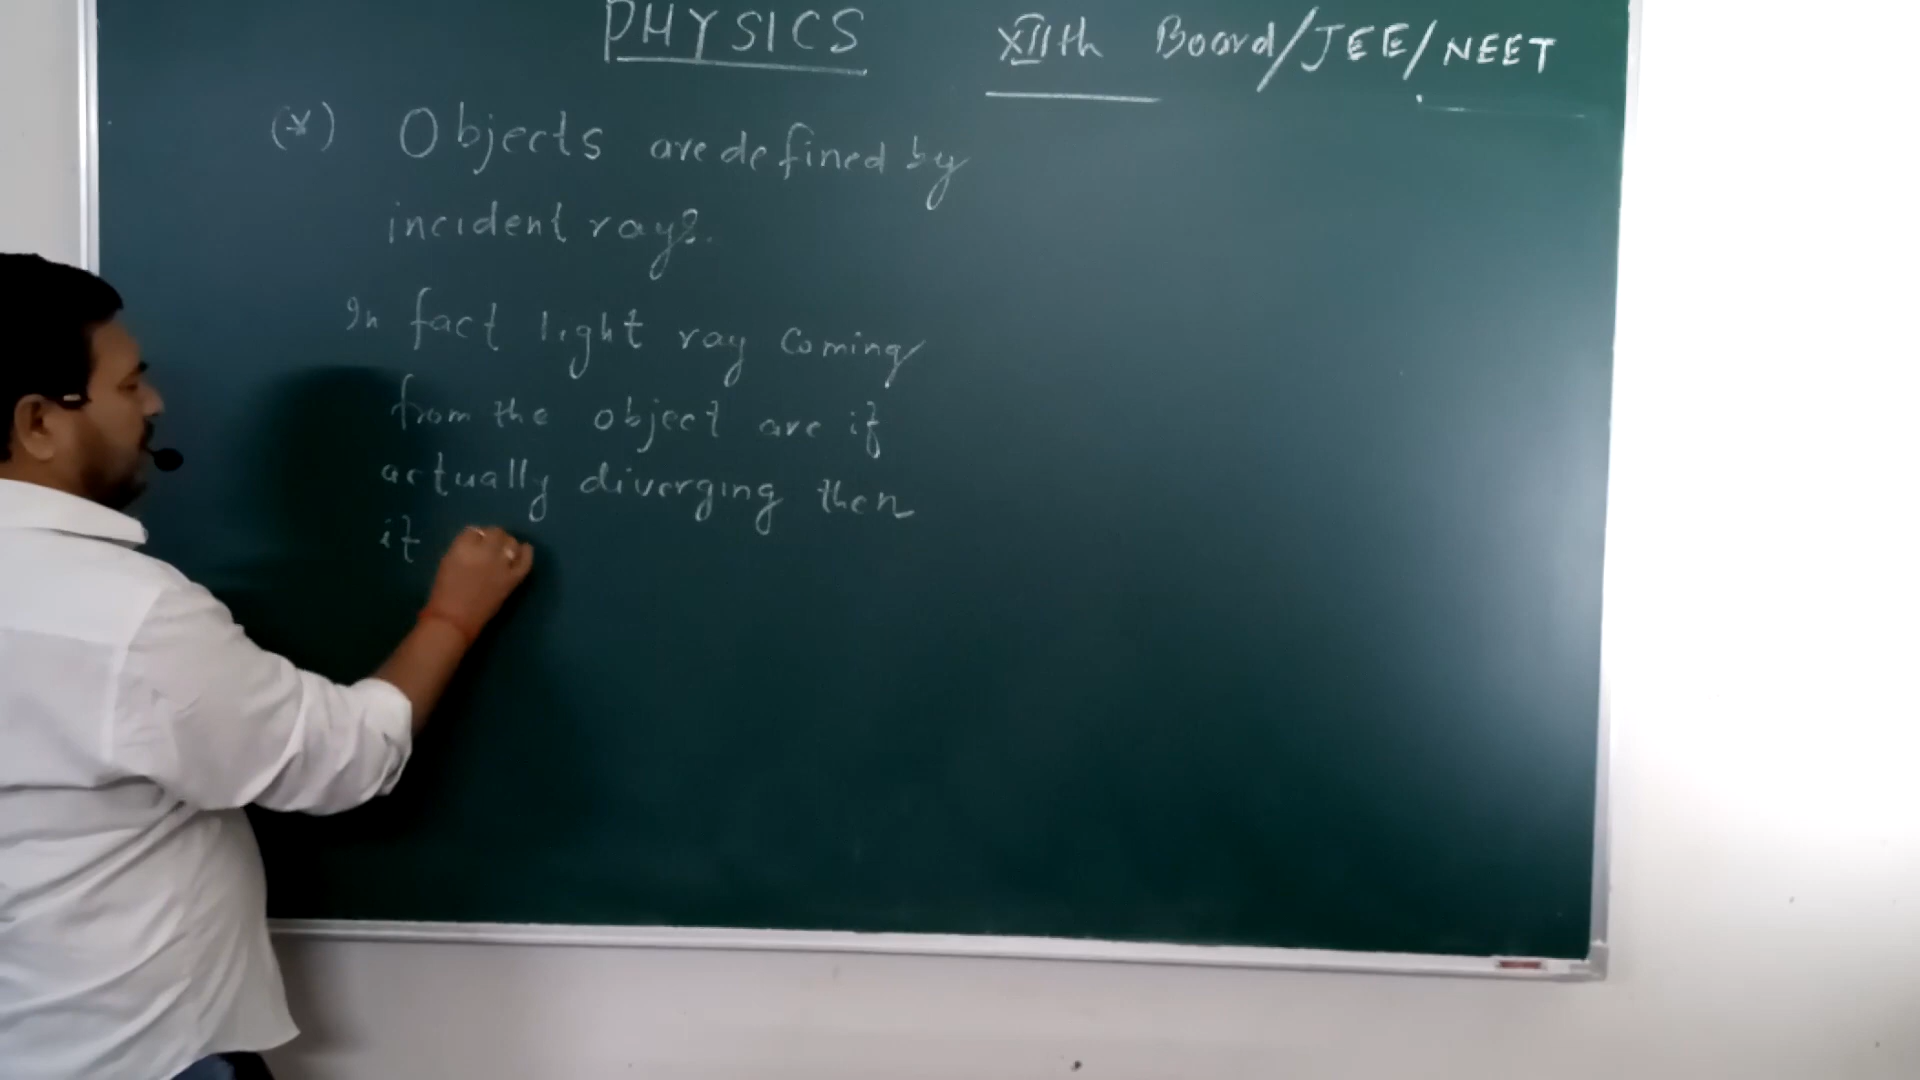 PHYSICS XIIth Board/JEE/NEET
(*) Objects are defined by
incident rays.
In fact light ray coming
from the object are if
actually diverging then
it